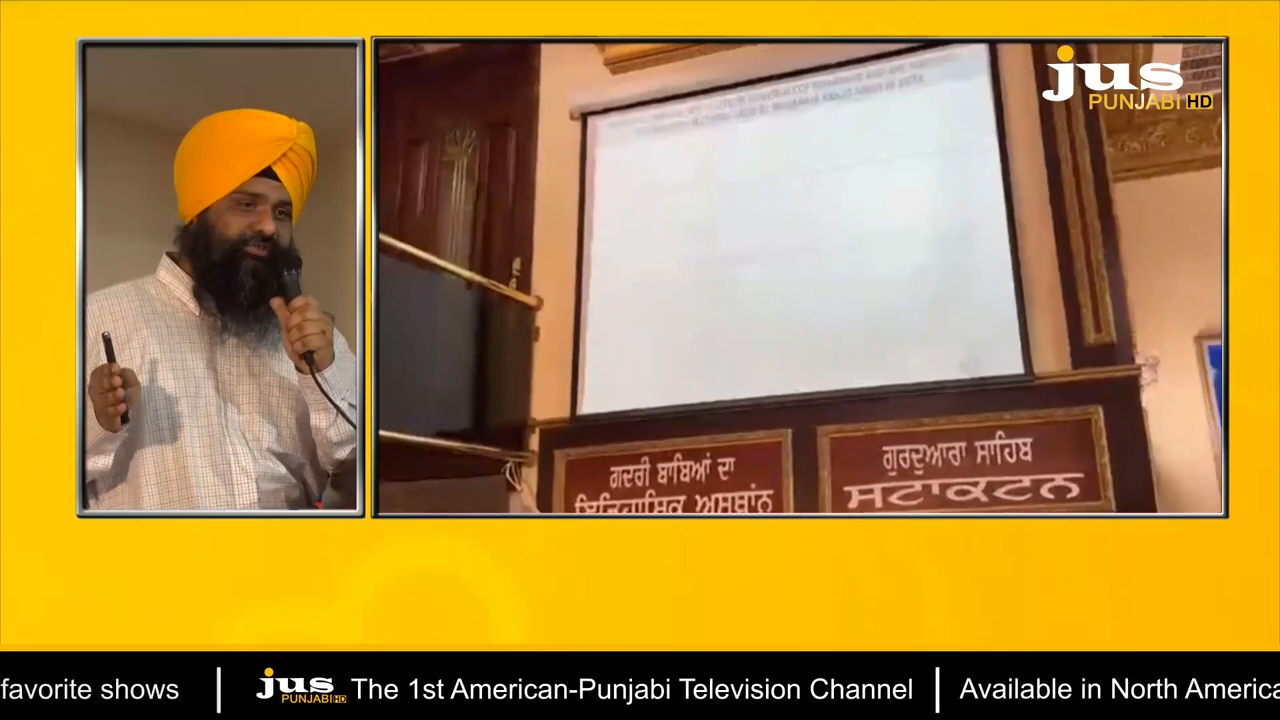 jus
PUNJABI HD
ਗਦਰੀ ਬਾਬਿਆਂ ਦਾ
ਇਤਿਹਾਸਿਕ ਅਸਥਾਂਨ
ਗੁਰਦੁਆਰਾ ਸਾਹਿਬ
ਸਟਾਕਟਨ
favorite shows | jus PUNJABI HD The 1st American-Punjabi Television Channel | Available in North America